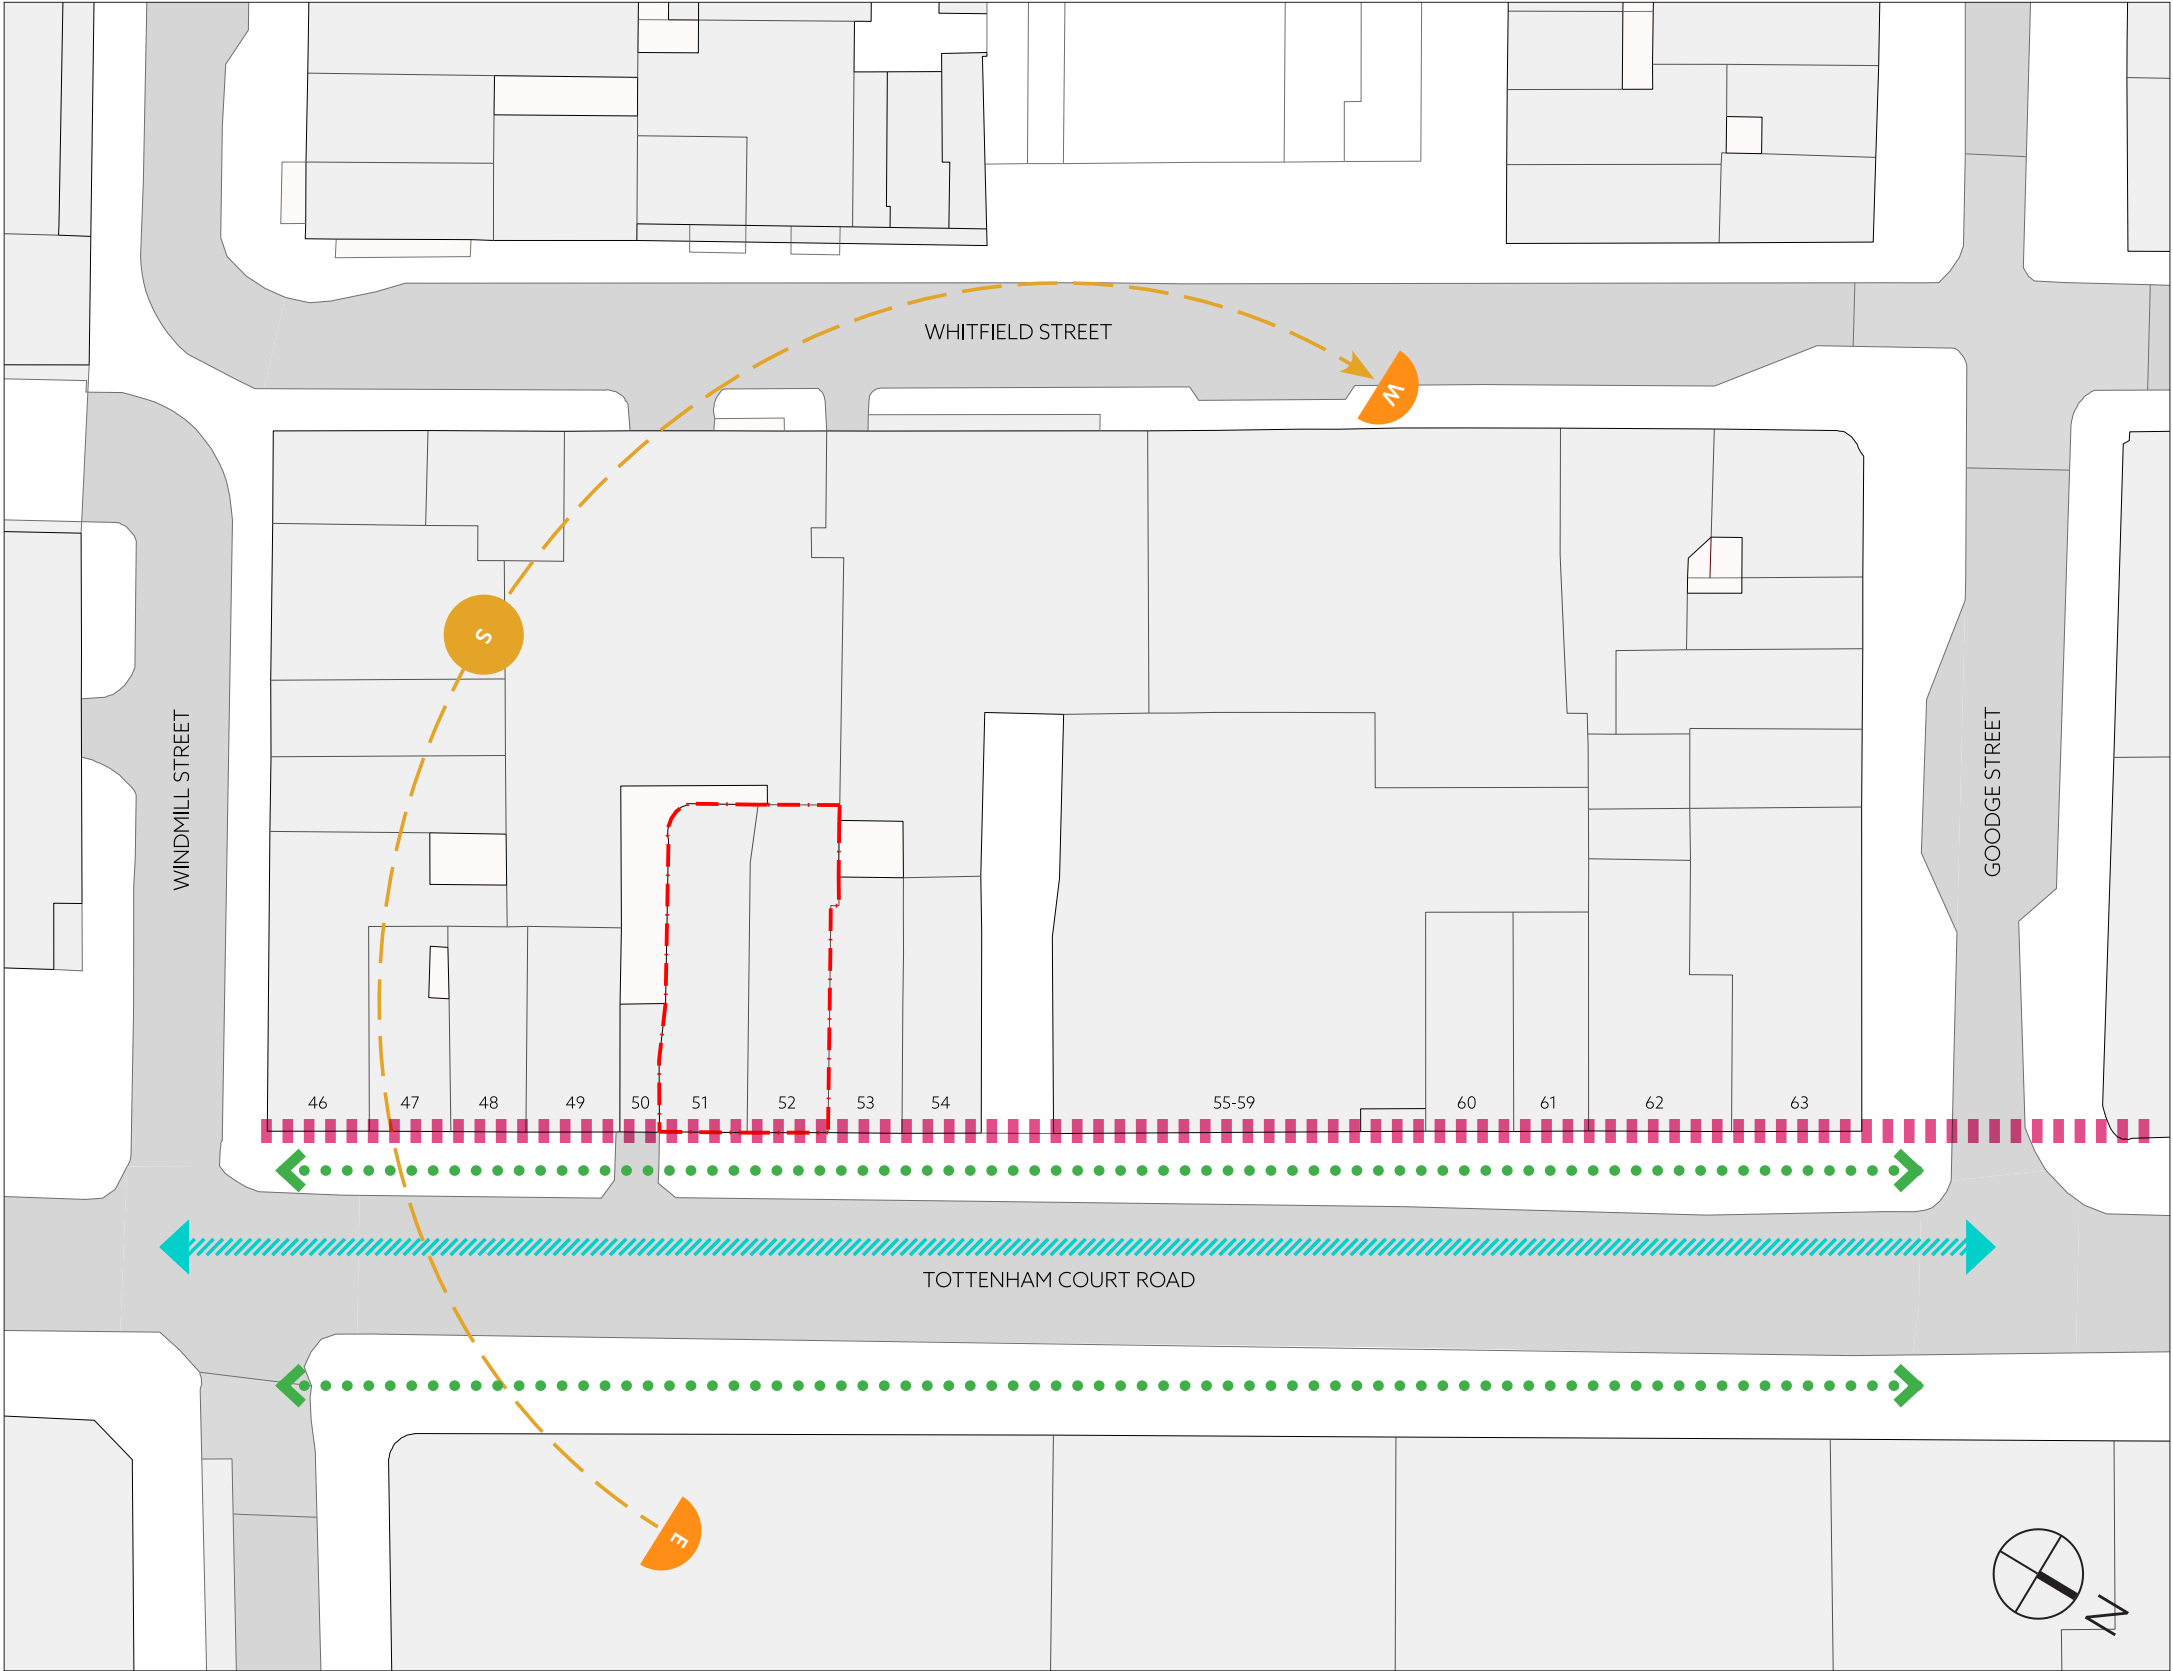 WHITFIELD STREET
W
S
WINDMILL STREET
GOODGE STREET
46 47 48 49 50 51 52 53 54 55-59 60 61 62 63
TOTTENHAM COURT ROAD
E
N